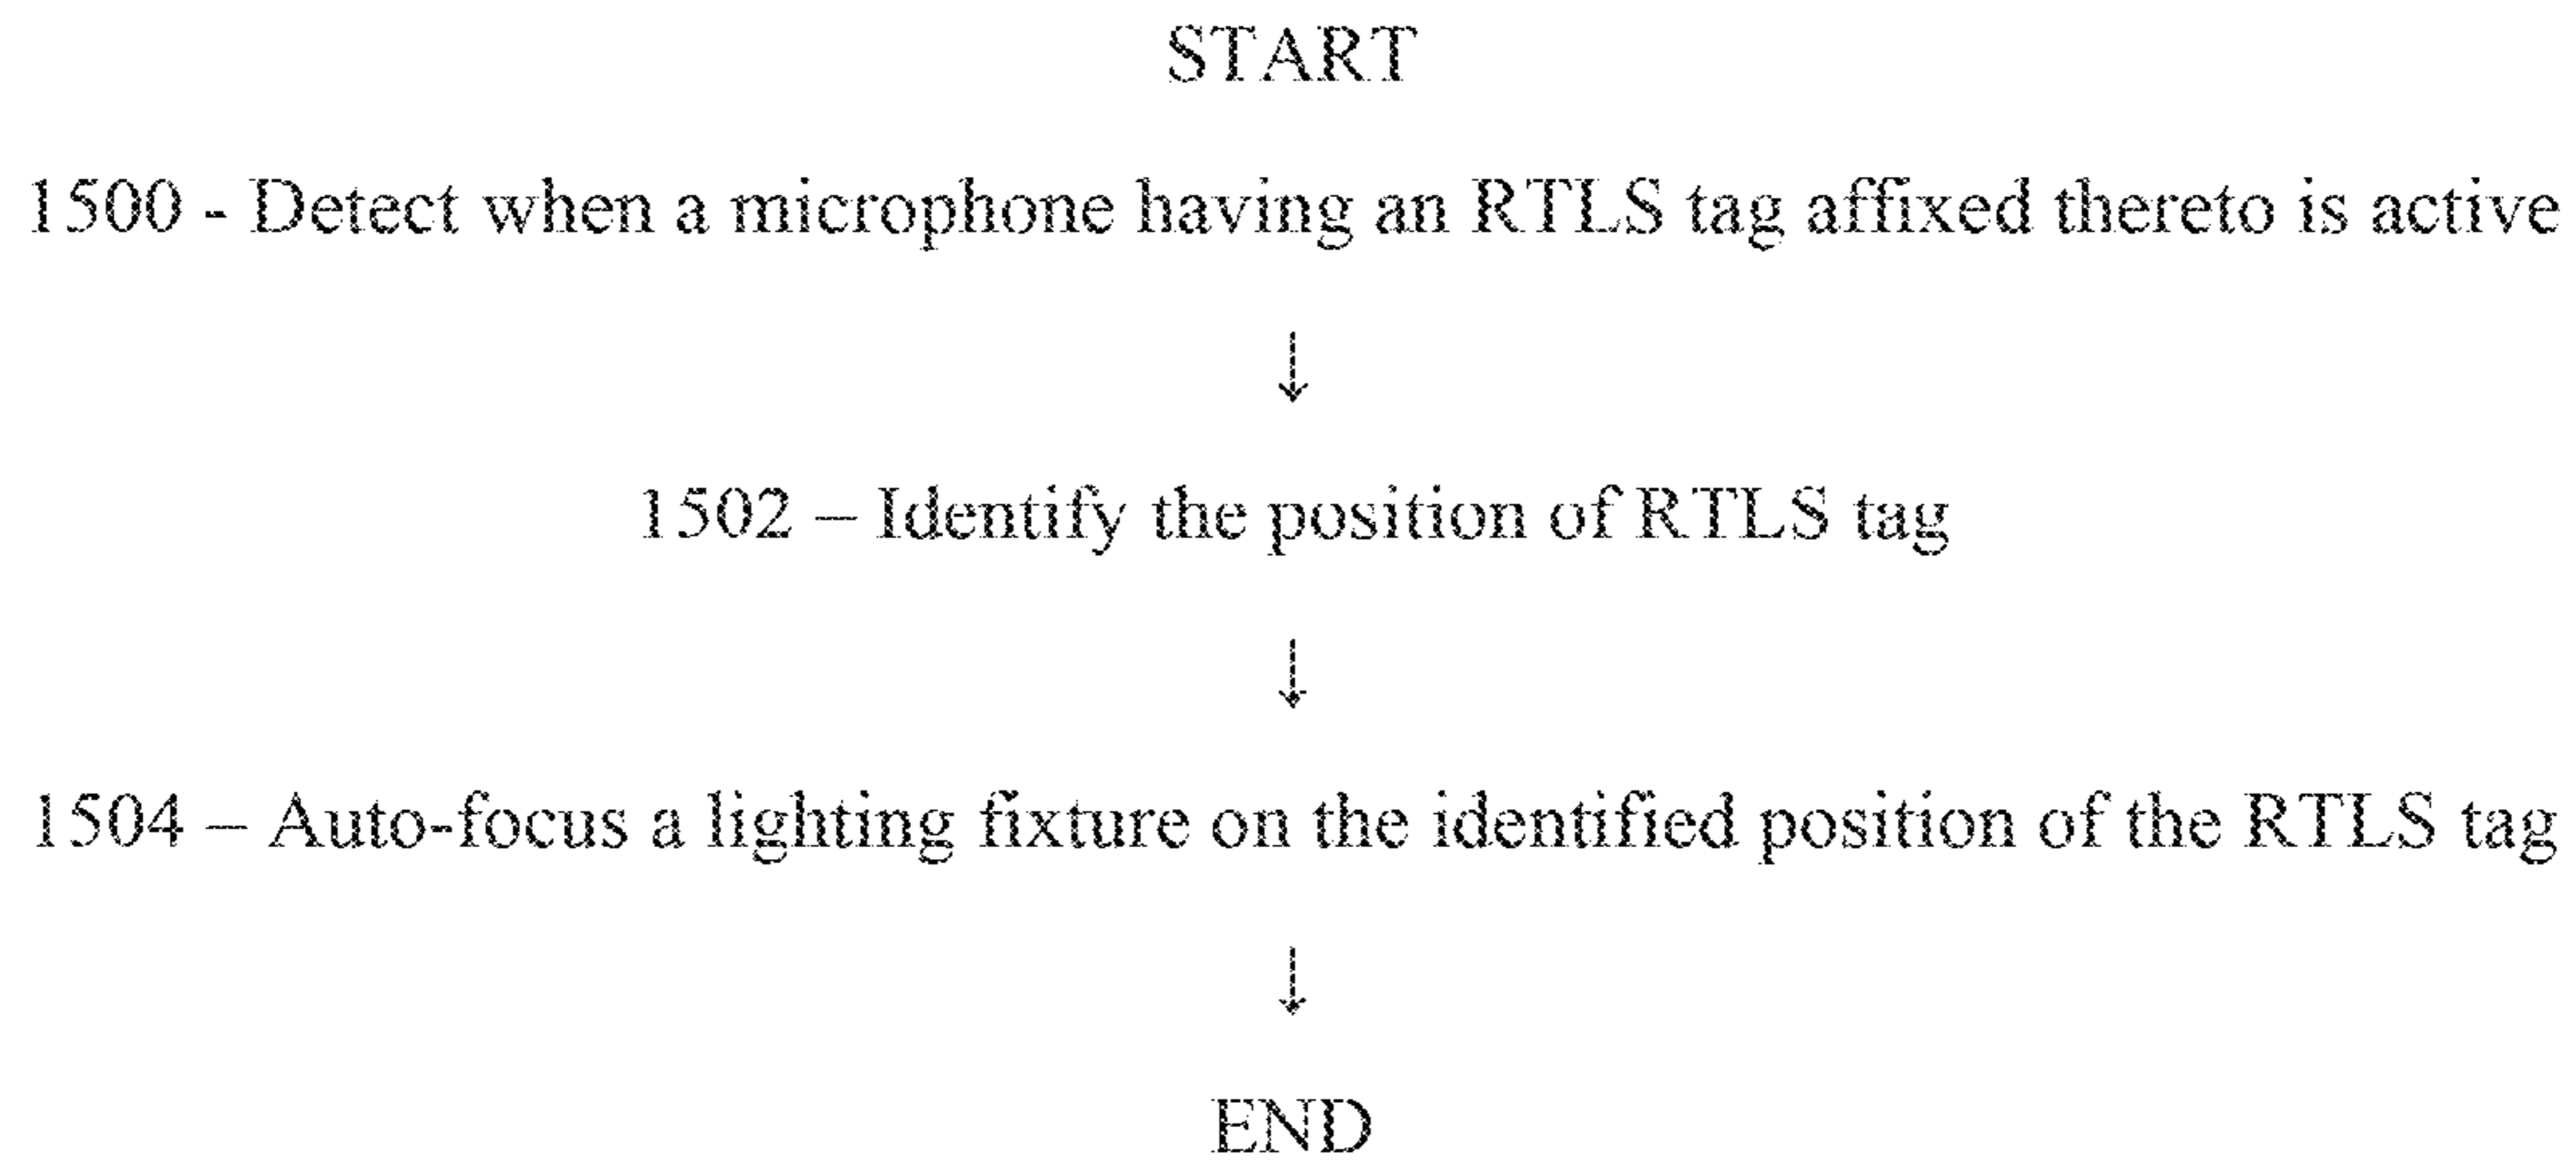 START
1500 - Detect when a microphone having an RTLS tag affixed thereto is active
↓
1502 – Identify the position of RTLS tag
↓
1504 – Auto-focus a lighting fixture on the identified position of the RTLS tag
↓
END